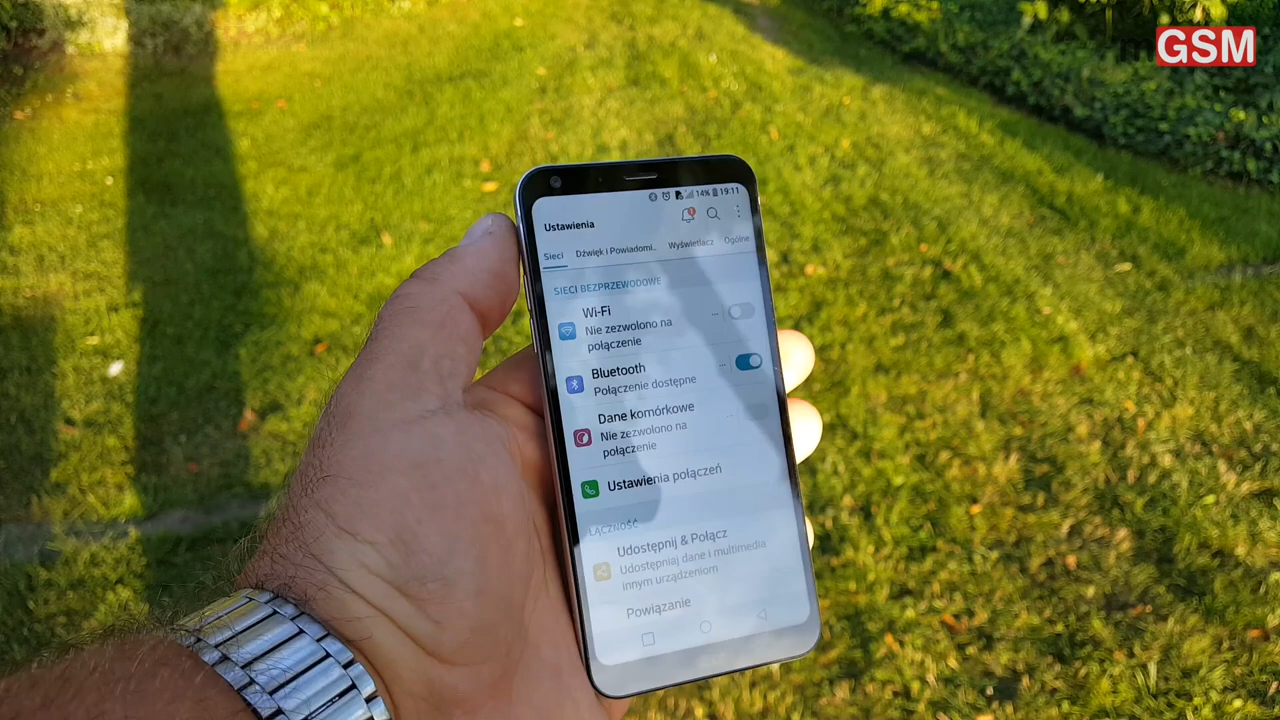 mGSM
14% 19:11
Ustawienia
Sieci Dźwięk i Powiadomi.. Wyświetlacz Ogólne
SIECI BEZPRZEWODOWE
Wi-Fi
Nie zezwolono na
połączenie
Bluetooth
Połączenie dostępne
Dane komórkowe
Nie zezwolono na
połączenie
Ustawienia połączeń
ŁĄCZNOŚĆ
Udostępnij & Połącz
Udostępniaj dane i multimedia
innym urządzeniom
Powiązanie